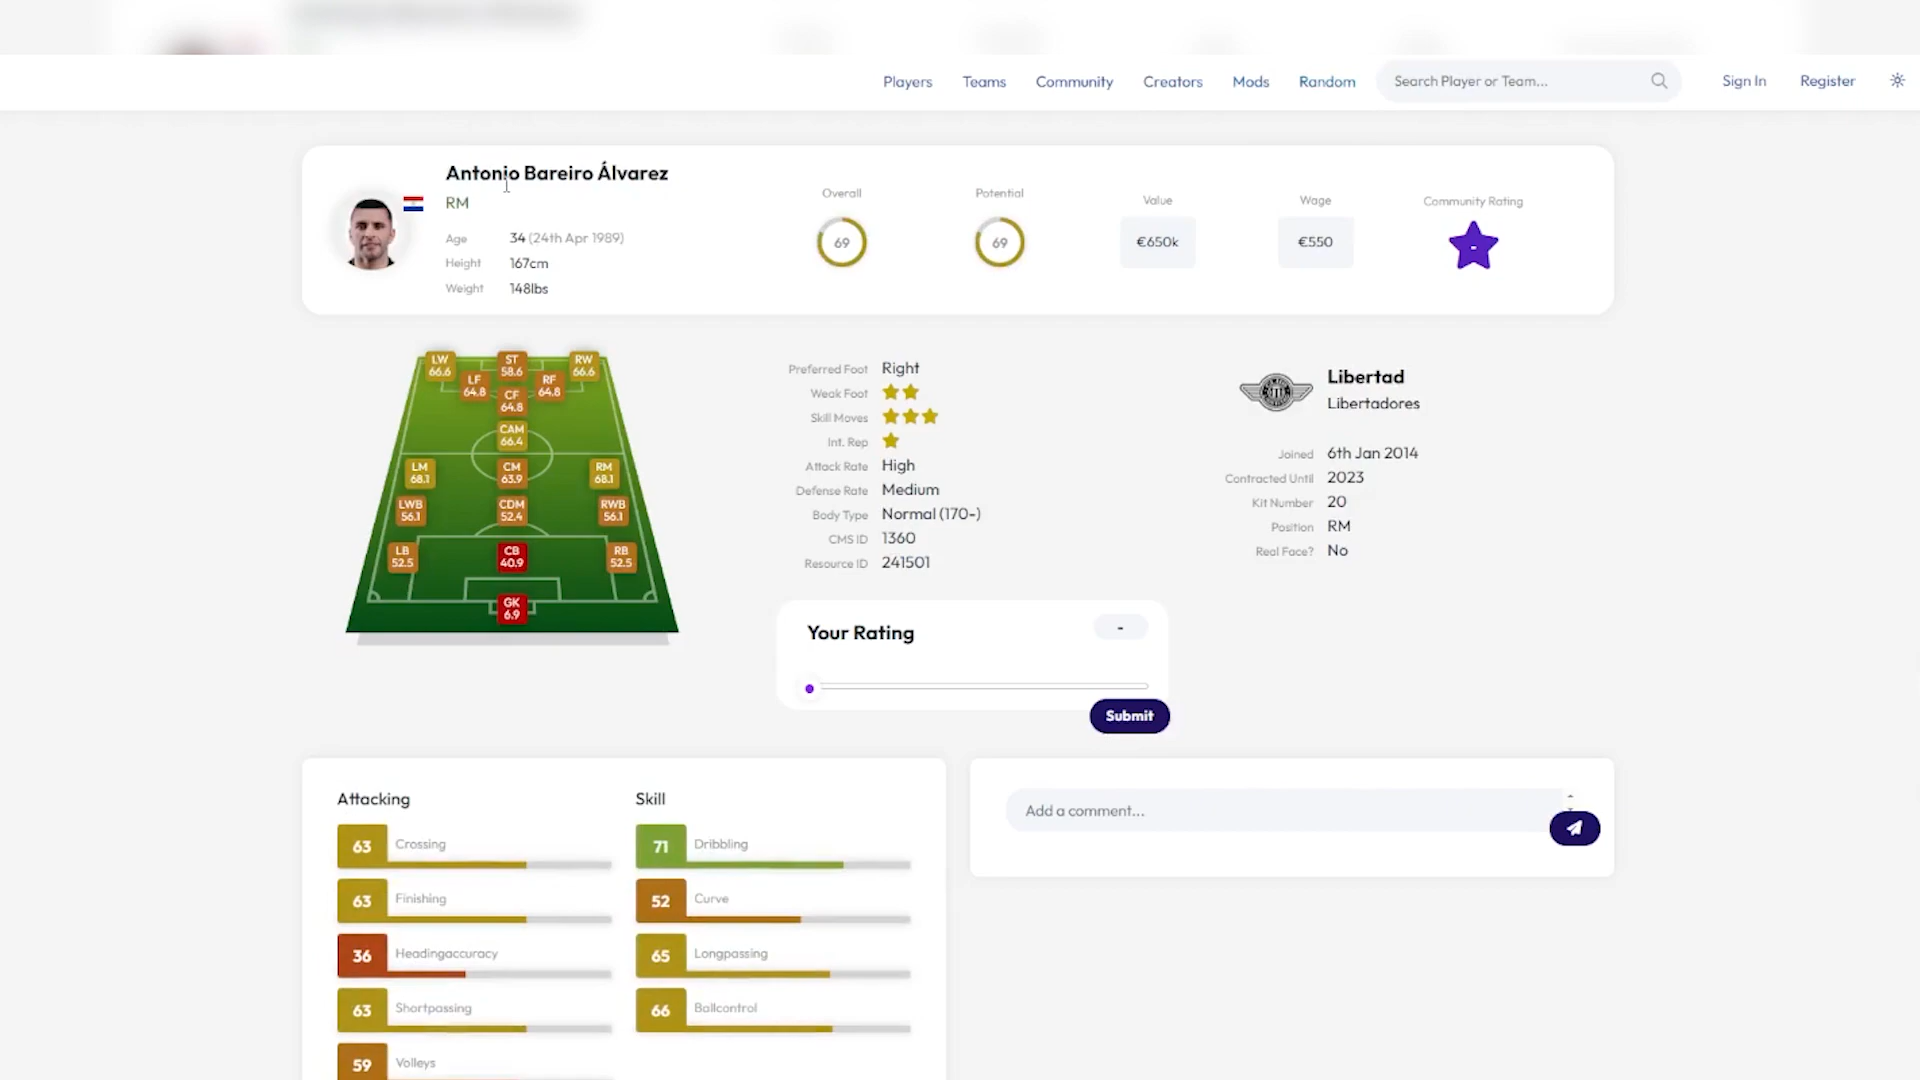 Players Teams Community Creators Mods Random Search Player or Team... Sign In Register
Antonio Bareiro Álvarez
RM
Age 34 (24th Apr 1989)
Height 167cm
Weight 148lbs
Overall
69
Potential
69
Value
€650k
Wage
€550
Community Rating
-
LW
66.6
ST
58.6
RW
66.6
LF
64.8
RF
64.8
CF
64.8
CAM
66.4
LM
68.1
CM
63.9
RM
68.1
LWB
56.1
CDM
52.4
RWB
56.1
LB
52.5
CB
40.9
RB
52.5
GK
6.9
Preferred Foot Right
Weak Foot
Skill Moves
Int. Rep
Attack Rate High
Defense Rate Medium
Body Type Normal (170-)
CMS ID 1360
Resource ID 241501
Libertad
Libertadores
Joined 6th Jan 2014
Contracted Until 2023
Kit Number 20
Position RM
Real Face? No
Your Rating -
Submit
Attacking
63 Crossing
63 Finishing
36 Headingaccuracy
63 Shortpassing
59 Volleys
Skill
71 Dribbling
52 Curve
65 Longpassing
66 Ballcontrol
Add a comment...